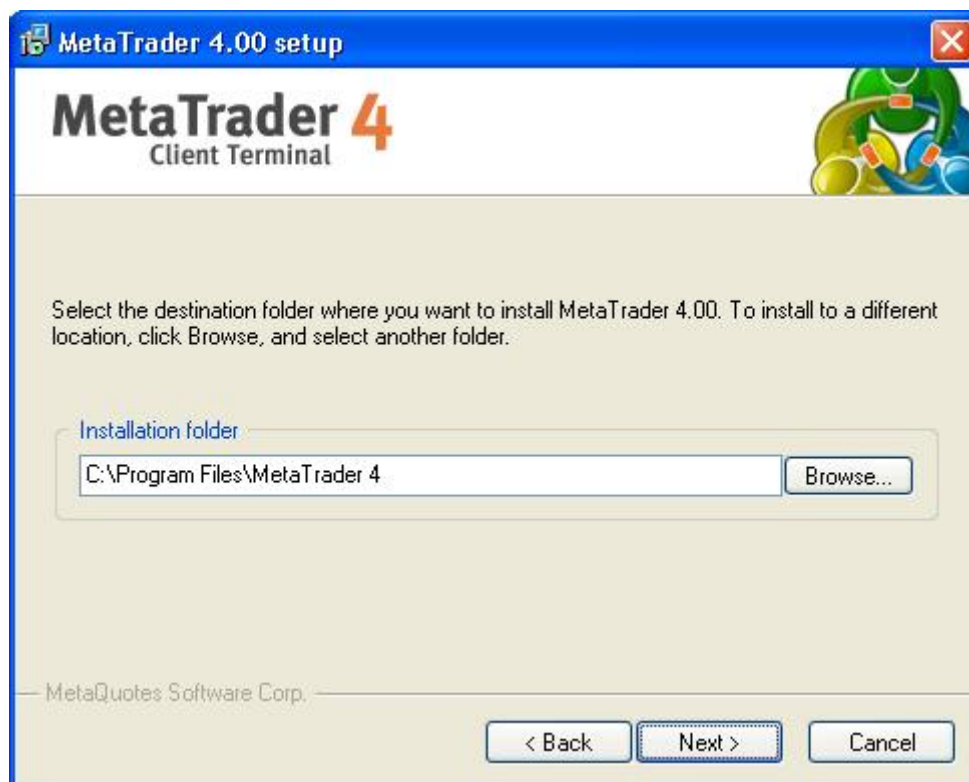 MetaTrader 4.00 setup
MetaTrader 4
Client Terminal
Select the destination folder where you want to install MetaTrader 4.00. To install to a different
location, click Browse, and select another folder.
Installation folder
C:\Program Files\MetaTrader 4
Browse...
MetaQuotes Software Corp.
< Back
Next >
Cancel